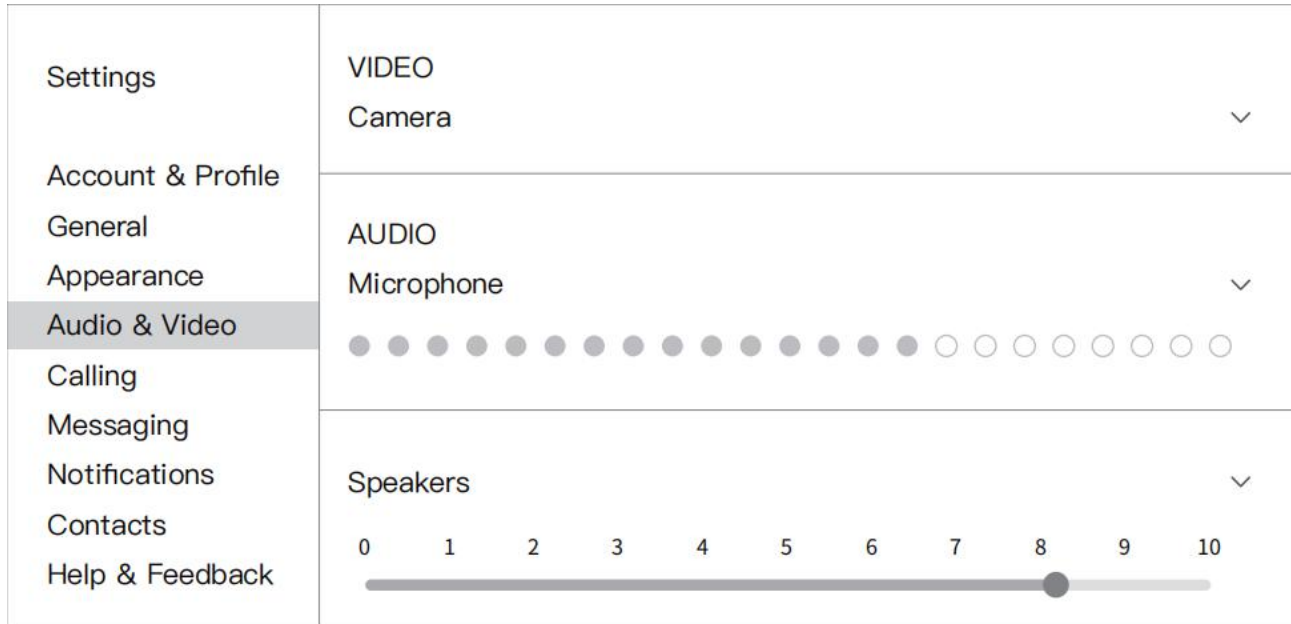 Settings
Account & Profile
General
Appearance
Audio & Video
Calling
Messaging
Notifications
Contacts
Help & Feedback
VIDEO
Camera
AUDIO
Microphone
Speakers
0 1 2 3 4 5 6 7 8 9 10